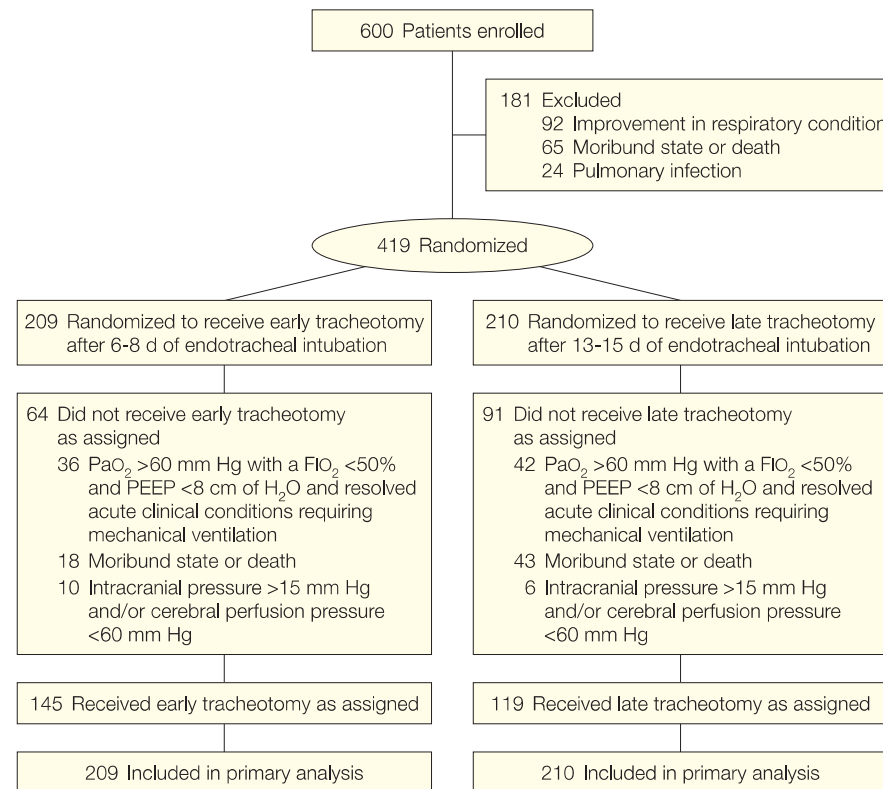 600 Patients enrolled
181 Excluded
92 Improvement in respiratory condition
65 Moribund state or death
24 Pulmonary infection
419 Randomized
209 Randomized to receive early tracheotomy
after 6-8 d of endotracheal intubation
210 Randomized to receive late tracheotomy
after 13-15 d of endotracheal intubation
64 Did not receive early tracheotomy
as assigned
36 PaO₂ >60 mm Hg with a FIO₂ <50%
and PEEP <8 cm of H₂O and resolved
acute clinical conditions requiring
mechanical ventilation
18 Moribund state or death
10 Intracranial pressure >15 mm Hg
and/or cerebral perfusion pressure
<60 mm Hg
91 Did not receive late tracheotomy
as assigned
42 PaO₂ >60 mm Hg with a FIO₂ <50%
and PEEP <8 cm of H₂O and resolved
acute clinical conditions requiring
mechanical ventilation
43 Moribund state or death
6 Intracranial pressure >15 mm Hg
and/or cerebral perfusion pressure
<60 mm Hg
145 Received early tracheotomy as assigned
119 Received late tracheotomy as assigned
209 Included in primary analysis
210 Included in primary analysis